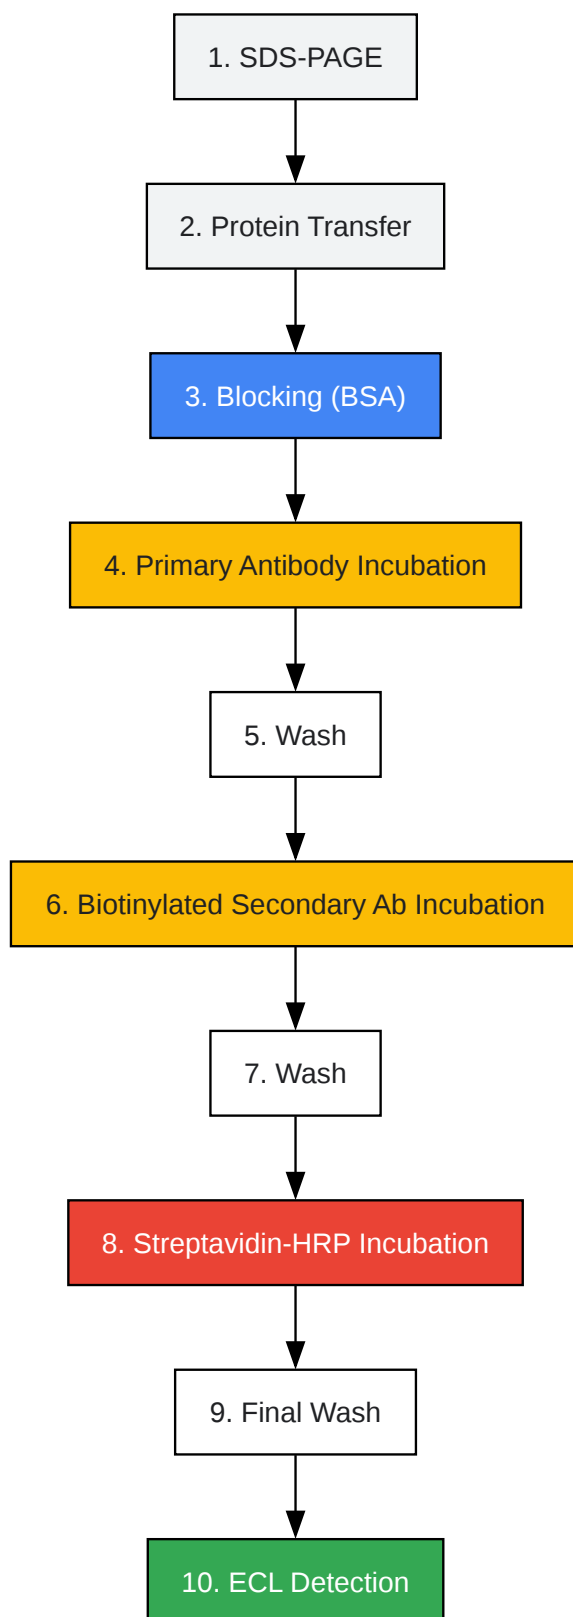 1. SDS-PAGE
2. Protein Transfer
3. Blocking (BSA)
4. Primary Antibody Incubation
5. Wash
6. Biotinylated Secondary Ab Incubation
7. Wash
8. Streptavidin-HRP Incubation
9. Final Wash
10. ECL Detection